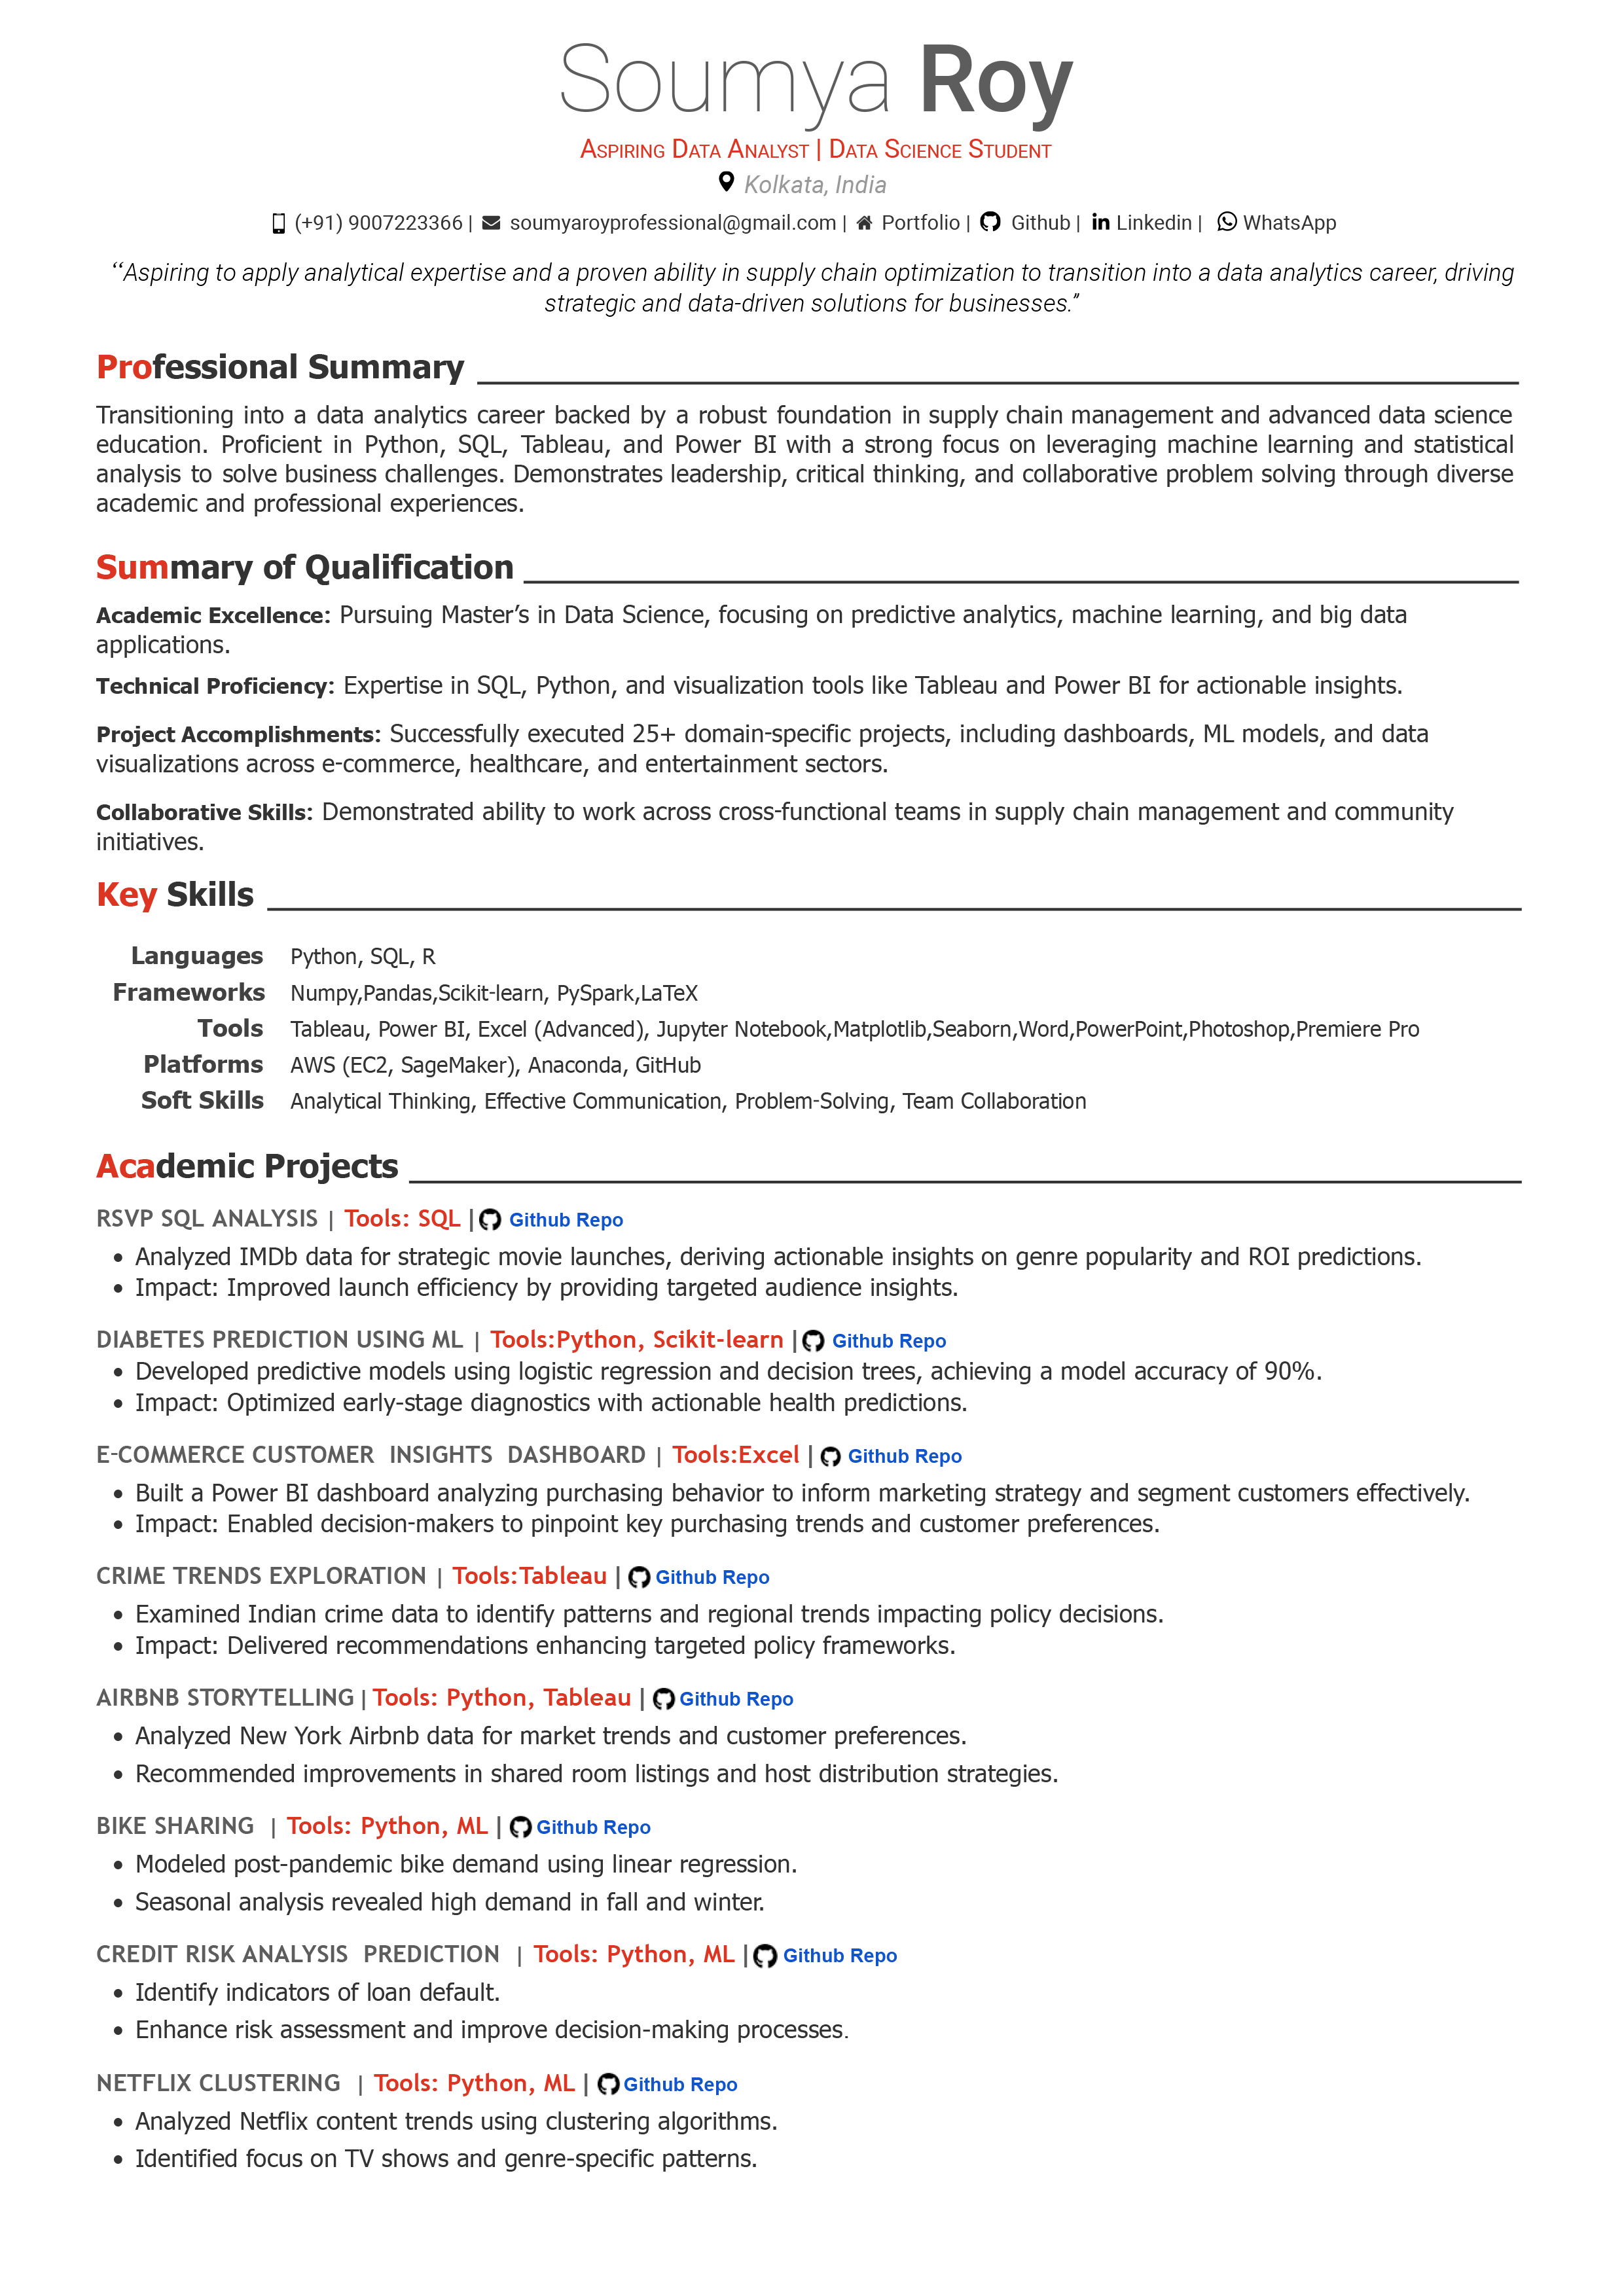 Soumya Roy
Aspiring Data Analyst | Data Science Student
Kolkata, India
(+91) 9007223366 | soumyaroyprofessional@gmail.com | Portfolio | Github | Linkedin | WhatsApp
“Aspiring to apply analytical expertise and a proven ability in supply chain optimization to transition into a data analytics career, driving
strategic and data-driven solutions for businesses.”
Professional Summary
Transitioning into a data analytics career backed by a robust foundation in supply chain management and advanced data science
education. Proficient in Python, SQL, Tableau, and Power BI with a strong focus on leveraging machine learning and statistical
analysis to solve business challenges. Demonstrates leadership, critical thinking, and collaborative problem solving through diverse
academic and professional experiences.
Summary of Qualification
Academic Excellence: Pursuing Master’s in Data Science, focusing on predictive analytics, machine learning, and big data
applications.
Technical Proficiency: Expertise in SQL, Python, and visualization tools like Tableau and Power BI for actionable insights.
Project Accomplishments: Successfully executed 25+ domain-specific projects, including dashboards, ML models, and data
visualizations across e-commerce, healthcare, and entertainment sectors.
Collaborative Skills: Demonstrated ability to work across cross-functional teams in supply chain management and community
initiatives.
Key Skills
Languages Python, SQL, R
Frameworks Numpy,Pandas,Scikit-learn, PySpark,LaTeX
Tools Tableau, Power BI, Excel (Advanced), Jupyter Notebook,Matplotlib,Seaborn,Word,PowerPoint,Photoshop,Premiere Pro
Platforms AWS (EC2, SageMaker), Anaconda, GitHub
Soft Skills Analytical Thinking, Effective Communication, Problem-Solving, Team Collaboration
Academic Projects
RSVP SQL ANALYSIS | Tools: SQL | Github Repo
• Analyzed IMDb data for strategic movie launches, deriving actionable insights on genre popularity and ROI predictions.
• Impact: Improved launch efficiency by providing targeted audience insights.
DIABETES PREDICTION USING ML | Tools:Python, Scikit-learn | Github Repo
• Developed predictive models using logistic regression and decision trees, achieving a model accuracy of 90%.
• Impact: Optimized early-stage diagnostics with actionable health predictions.
E-COMMERCE CUSTOMER INSIGHTS DASHBOARD | Tools:Excel | Github Repo
• Built a Power BI dashboard analyzing purchasing behavior to inform marketing strategy and segment customers effectively.
• Impact: Enabled decision-makers to pinpoint key purchasing trends and customer preferences.
CRIME TRENDS EXPLORATION | Tools:Tableau | Github Repo
• Examined Indian crime data to identify patterns and regional trends impacting policy decisions.
• Impact: Delivered recommendations enhancing targeted policy frameworks.
AIRBNB STORYTELLING | Tools: Python, Tableau | Github Repo
• Analyzed New York Airbnb data for market trends and customer preferences.
• Recommended improvements in shared room listings and host distribution strategies.
BIKE SHARING | Tools: Python, ML | Github Repo
• Modeled post-pandemic bike demand using linear regression.
• Seasonal analysis revealed high demand in fall and winter.
CREDIT RISK ANALYSIS PREDICTION | Tools: Python, ML | Github Repo
• Identify indicators of loan default.
• Enhance risk assessment and improve decision-making processes.
NETFLIX CLUSTERING | Tools: Python, ML | Github Repo
• Analyzed Netflix content trends using clustering algorithms.
• Identified focus on TV shows and genre-specific patterns.